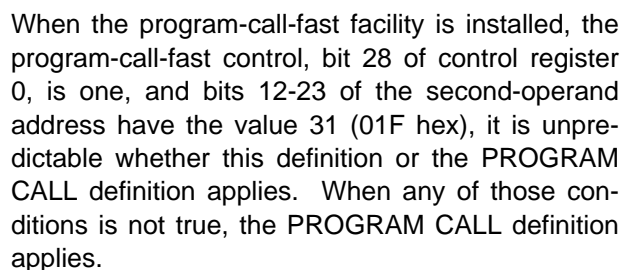 When the program-call-fast facility is installed, the
program-call-fast control, bit 28 of control register
0, is one, and bits 12-23 of the second-operand
address have the value 31 (01F hex), it is unpre-
dictable whether this definition or the PROGRAM
CALL definition applies. When any of those con-
ditions is not true, the PROGRAM CALL definition
applies.